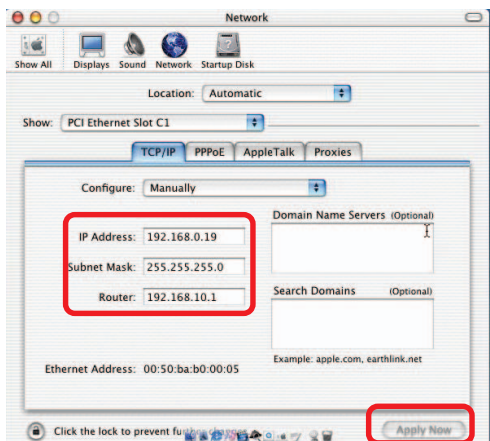 Network
Show All Displays Sound Network Startup Disk
Location: Automatic
Show: PCI Ethernet Slot C1
TCP/IP PPPoE AppleTalk Proxies
Configure: Manually
Domain Name Servers (Optional)
IP Address: 192.168.0.19
Subnet Mask: 255.255.255.0
Router: 192.168.10.1
Search Domains (Optional)
Example: apple.com, earthlink.net
Ethernet Address: 00:50:ba:b0:00:05
Click the lock to prevent further changes.
Apply Now